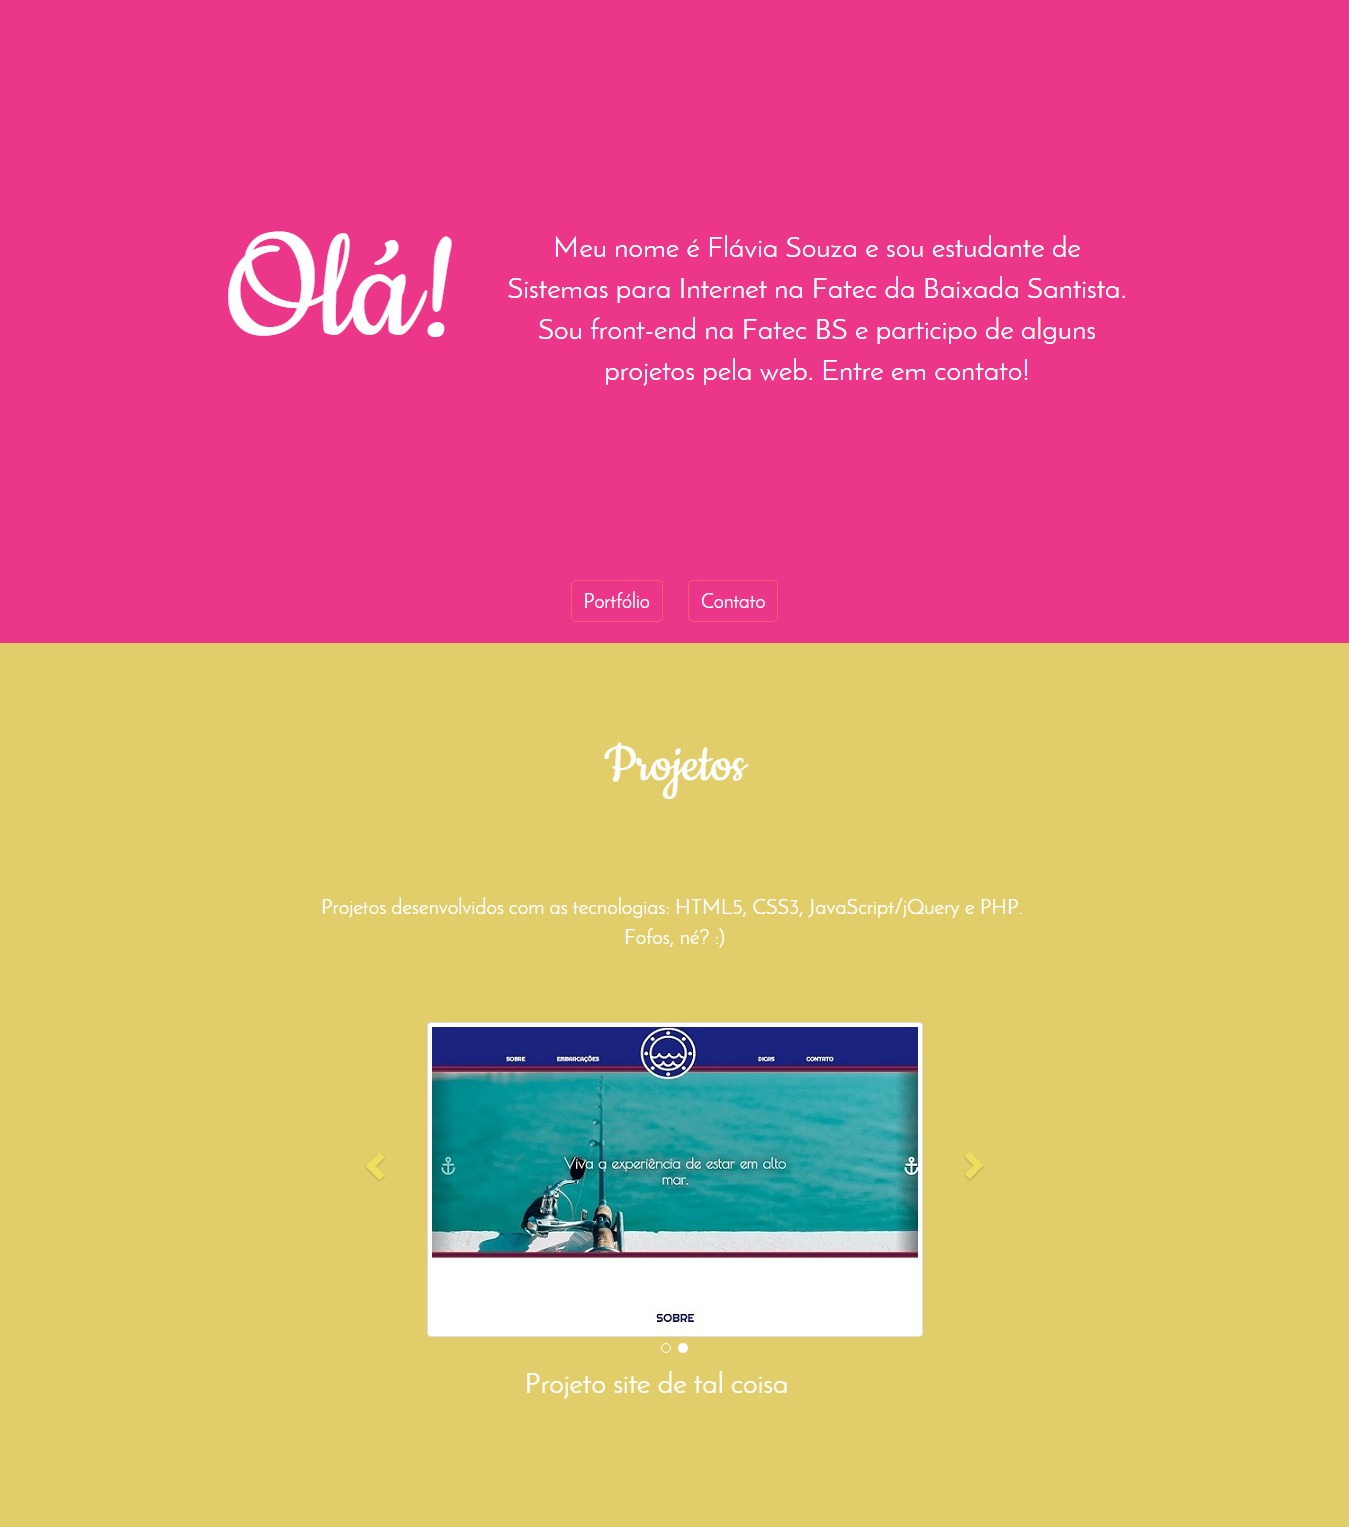 Olá!
Meu nome é Flávia Souza e sou estudante de
Sistemas para Internet na Fatec da Baixada Santista.
Sou front-end na Fatec BS e participo de alguns
projetos pela web. Entre em contato!
Portfólio Contato
Projetos
Projetos desenvolvidos com as tecnologias: HTML5, CSS3, JavaScript/jQuery e PHP.
Fofos, né? :)
SOBRE EMBARCAÇÕES DICAS CONTATO
Viva a experiência de estar em alto
mar.
SOBRE
Projeto site de tal coisa